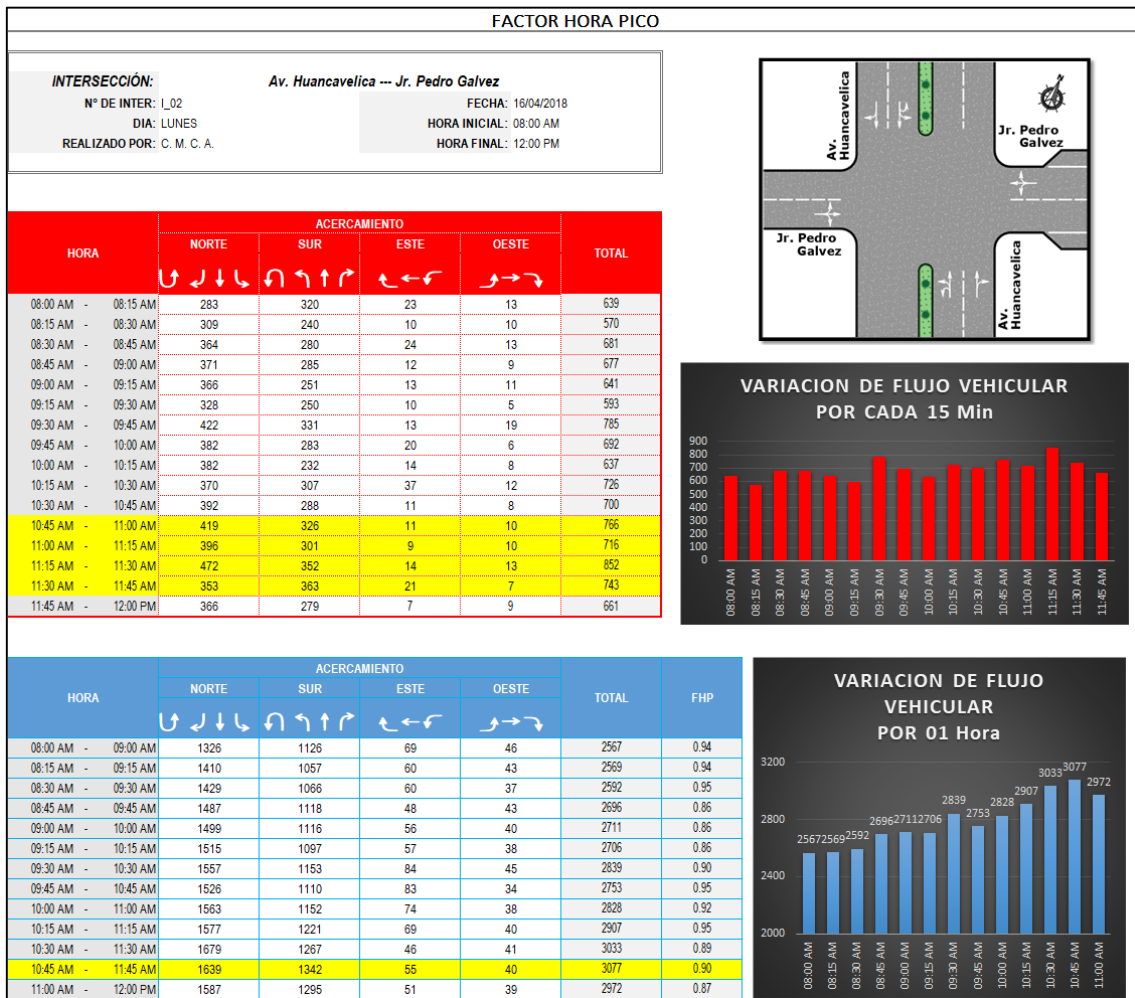 FACTOR HORA PICO
INTERSECCIÓN: Av. Huancavelica --- Jr. Pedro Galvez
N° DE INTER: I_02 FECHA: 16/04/2018
DIA: LUNES HORA INICIAL: 08:00 AM
REALIZADO POR: C. M. C. A. HORA FINAL: 12:00 PM
Av. Huancavelica
Jr. Pedro Galvez
Jr. Pedro Galvez
Av. Huancavelica
HORA ACERCAMIENTO TOTAL
NORTE SUR ESTE OESTE
08:00 AM - 08:15 AM 283 320 23 13 639
08:15 AM - 08:30 AM 309 240 10 10 570
08:30 AM - 08:45 AM 364 280 24 13 681
08:45 AM - 09:00 AM 371 285 12 9 677
09:00 AM - 09:15 AM 366 251 13 11 641
09:15 AM - 09:30 AM 328 250 10 5 593
09:30 AM - 09:45 AM 422 331 13 19 785
09:45 AM - 10:00 AM 382 283 20 6 692
10:00 AM - 10:15 AM 382 232 14 8 637
10:15 AM - 10:30 AM 370 307 37 12 726
10:30 AM - 10:45 AM 392 288 11 8 700
10:45 AM - 11:00 AM 419 326 11 10 766
11:00 AM - 11:15 AM 396 301 9 10 716
11:15 AM - 11:30 AM 472 352 14 13 852
11:30 AM - 11:45 AM 353 363 21 7 743
11:45 AM - 12:00 PM 366 279 7 9 661
VARIACION DE FLUJO VEHICULAR
POR CADA 15 Min
900
800
700
600
500
400
300
200
100
0
08:00 AM 08:15 AM 08:30 AM 08:45 AM 09:00 AM 09:15 AM 09:30 AM 09:45 AM 10:00 AM 10:15 AM 10:30 AM 10:45 AM 11:00 AM 11:15 AM 11:30 AM 11:45 AM
HORA ACERCAMIENTO TOTAL FHP
NORTE SUR ESTE OESTE
08:00 AM - 09:00 AM 1326 1126 69 46 2567 0.94
08:15 AM - 09:15 AM 1410 1057 60 43 2569 0.94
08:30 AM - 09:30 AM 1429 1066 60 37 2592 0.95
08:45 AM - 09:45 AM 1487 1118 48 43 2696 0.86
09:00 AM - 10:00 AM 1499 1116 56 40 2711 0.86
09:15 AM - 10:15 AM 1515 1097 57 38 2706 0.86
09:30 AM - 10:30 AM 1557 1153 84 45 2839 0.90
09:45 AM - 10:45 AM 1526 1110 83 34 2753 0.95
10:00 AM - 11:00 AM 1563 1152 74 38 2828 0.92
10:15 AM - 11:15 AM 1577 1221 69 40 2907 0.95
10:30 AM - 11:30 AM 1679 1267 46 41 3033 0.89
10:45 AM - 11:45 AM 1639 1342 55 40 3077 0.90
11:00 AM - 12:00 PM 1587 1295 51 39 2972 0.87
VARIACION DE FLUJO
VEHICULAR
POR 01 Hora
3200
2800
2400
2000
2567 2569 2592 2696 2711 2706 2839 2753 2828 2907 3033 3077 2972
08:00 AM 08:15 AM 08:30 AM 08:45 AM 09:00 AM 09:15 AM 09:30 AM 09:45 AM 10:00 AM 10:15 AM 10:30 AM 10:45 AM 11:00 AM